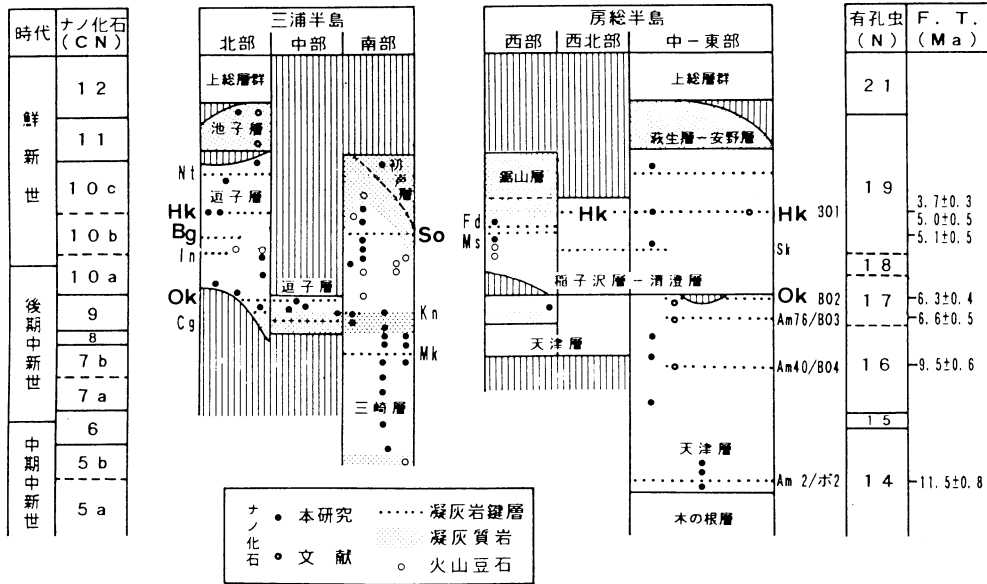 時代
ナノ化石
(CN)
鮮新世
後期中新世
中期中新世
12
11
10c
10b
10a
9
8
7b
7a
6
5b
5a
三浦半島
北部
中部
南部
上総層群
池子層
逗子層
逗子層
初声層
三崎層
Nt
Hk
Bg
In
Ok
Cg
So
Kn
Mk
房総半島
西部
西北部
中-東部
上総層群
萩生層-安野層
鋸山層
Hk
稲子沢層-清澄層
天津層
天津層
木の根層
Fd
Ms
Hk 301
Sk
Ok B02
Am76/B03
Am40/B04
Am 2/ボ2
有孔虫
(N)
21
19
18
17
16
15
14
F. T.
(Ma)
3.7±0.3
5.0±0.5
5.1±0.5
6.3±0.4
6.6±0.5
9.5±0.6
11.5±0.8
ナノ化石
本研究
文献
凝灰岩鍵層
凝灰質岩
火山豆石